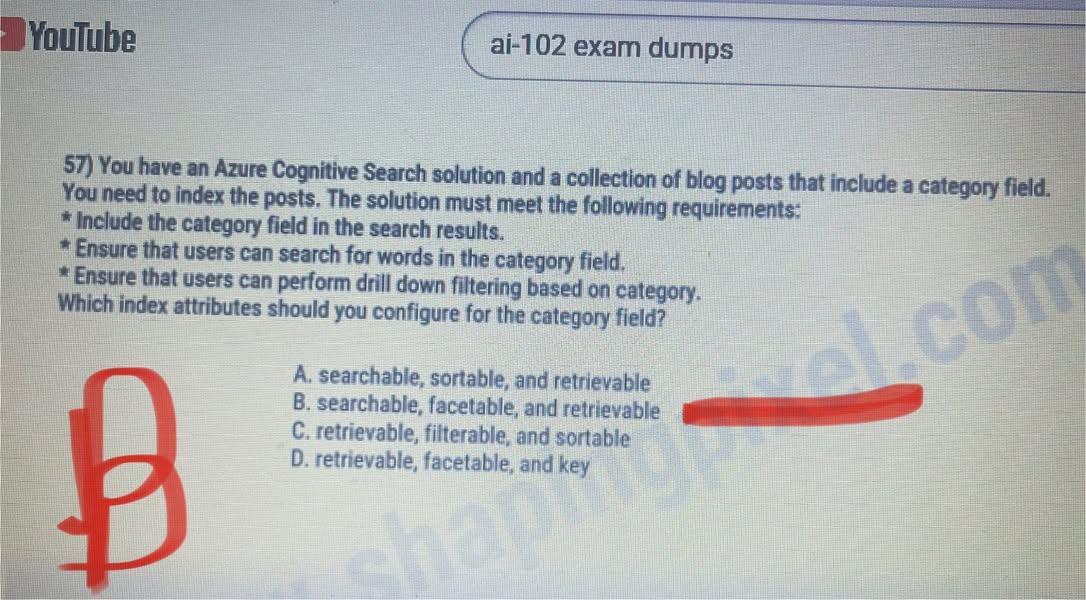 YouTube
ai-102 exam dumps
57) You have an Azure Cognitive Search solution and a collection of blog posts that include a category field.
You need to index the posts. The solution must meet the following requirements:
* Include the category field in the search results.
* Ensure that users can search for words in the category field.
* Ensure that users can perform drill down filtering based on category.
Which index attributes should you configure for the category field?
A. searchable, sortable, and retrievable
B. searchable, facetable, and retrievable
C. retrievable, filterable, and sortable
D. retrievable, facetable, and key
B
shapingpixel.com